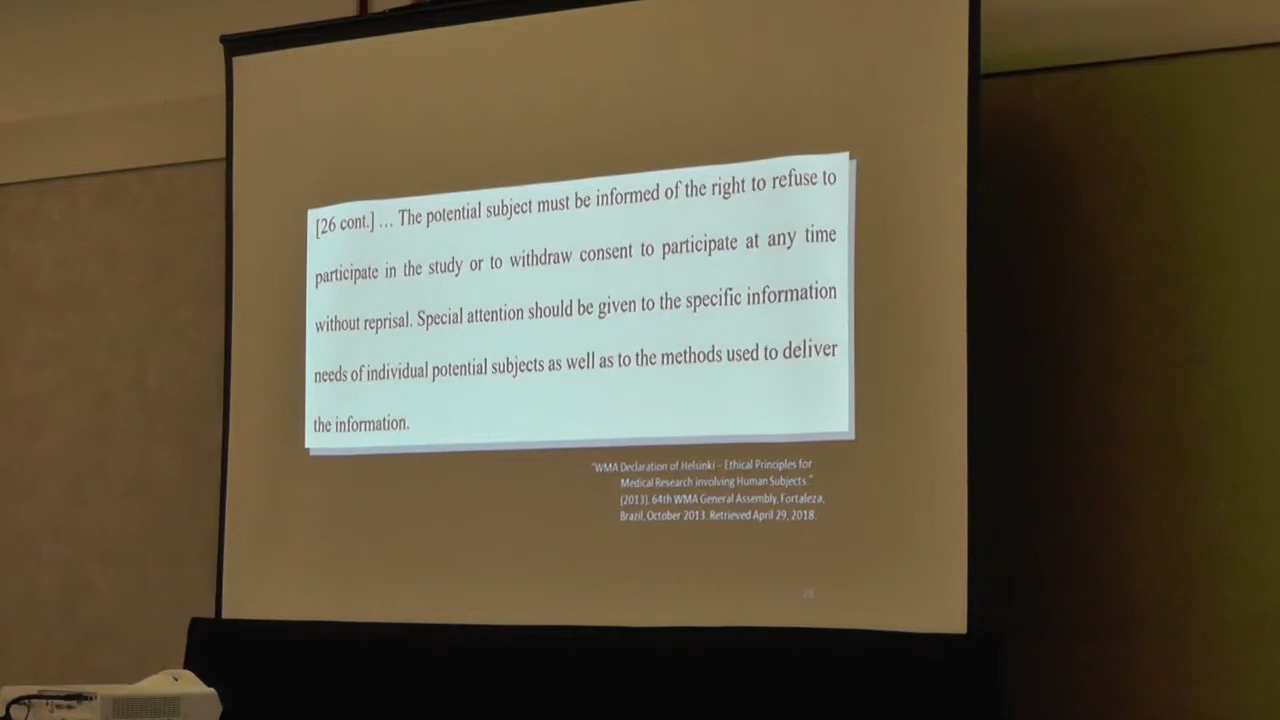 [26 cont.] … The potential subject must be informed of the right to refuse to
participate in the study or to withdraw consent to participate at any time
without reprisal. Special attention should be given to the specific information
needs of individual potential subjects as well as to the methods used to deliver
the information.
"WMA Declaration of Helsinki – Ethical Principles for
Medical Research involving Human Subjects."
(2013). 64th WMA General Assembly, Fortaleza,
Brazil, October 2013. Retrieved April 29, 2018.